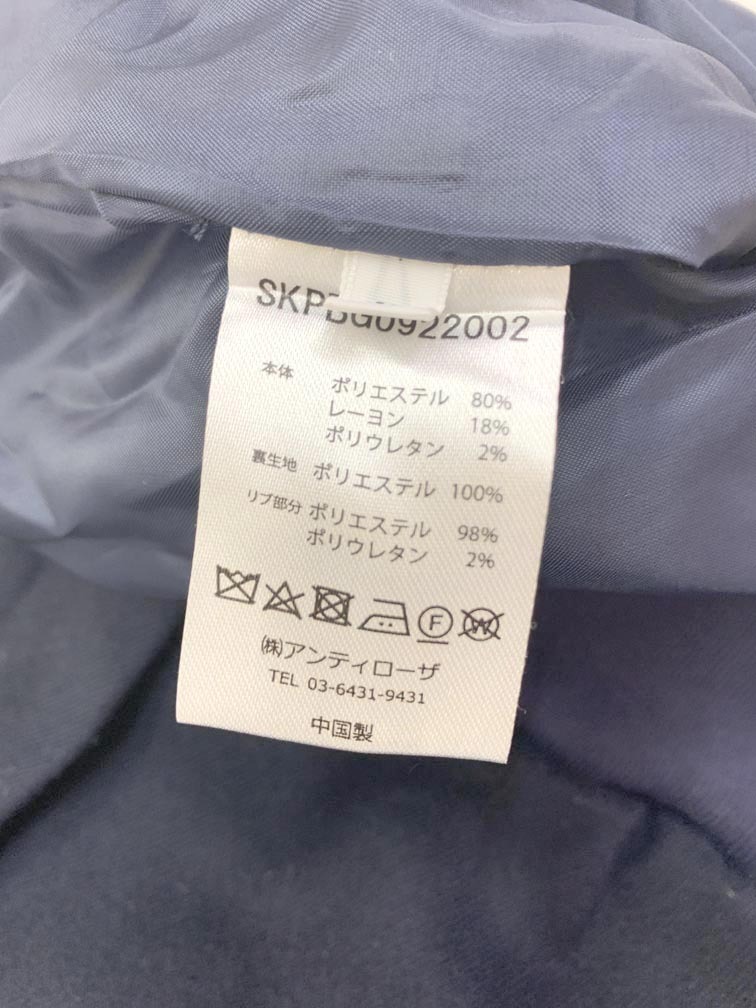 SKPBG0922002
本体 ポリエステル 80%
レーヨン 18%
ポリウレタン 2%
裏生地 ポリエステル 100%
リブ部分 ポリエステル 98%
ポリウレタン 2%
F W
㈱アンティローザ
TEL 03-6431-9431
中国製